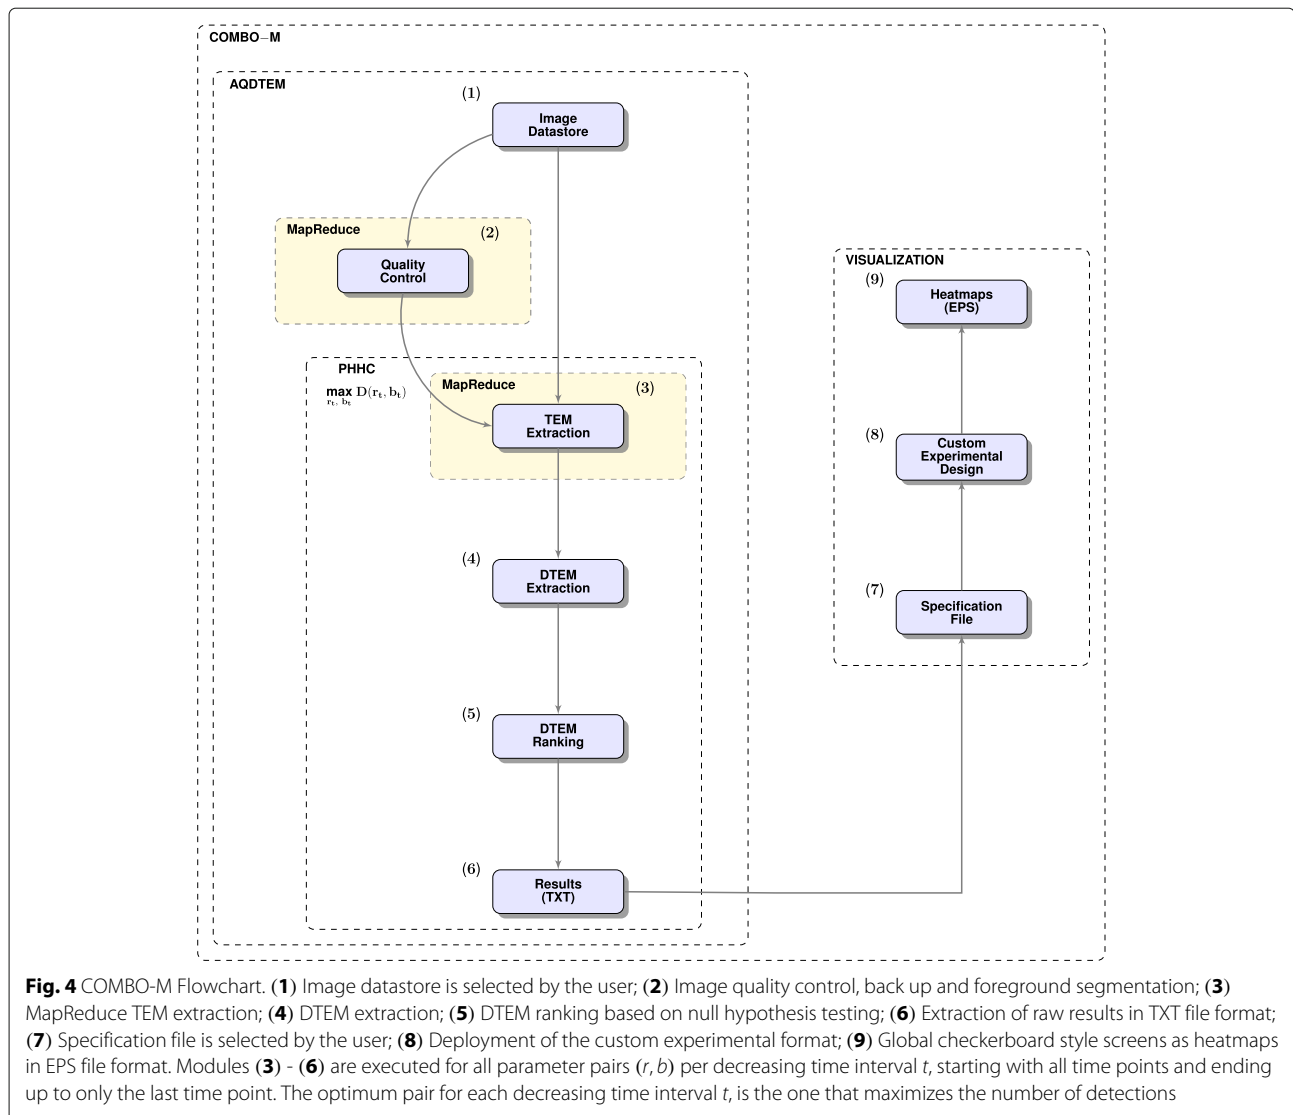 COMBO−M
AQDTEM
(1)
Image
Datastore
MapReduce
(2)
Quality
Control
PHHC
max D(r_t, b_t)
r_t, b_t
MapReduce
(3)
TEM
Extraction
(4)
DTEM
Extraction
(5)
DTEM
Ranking
(6)
Results
(TXT)
VISUALIZATION
(9)
Heatmaps
(EPS)
(8)
Custom
Experimental
Design
(7)
Specification
File
Fig. 4 COMBO-M Flowchart. (1) Image datastore is selected by the user; (2) Image quality control, back up and foreground segmentation; (3)
MapReduce TEM extraction; (4) DTEM extraction; (5) DTEM ranking based on null hypothesis testing; (6) Extraction of raw results in TXT file format;
(7) Specification file is selected by the user; (8) Deployment of the custom experimental format; (9) Global checkerboard style screens as heatmaps
in EPS file format. Modules (3) - (6) are executed for all parameter pairs (r, b) per decreasing time interval t, starting with all time points and ending
up to only the last time point. The optimum pair for each decreasing time interval t, is the one that maximizes the number of detections